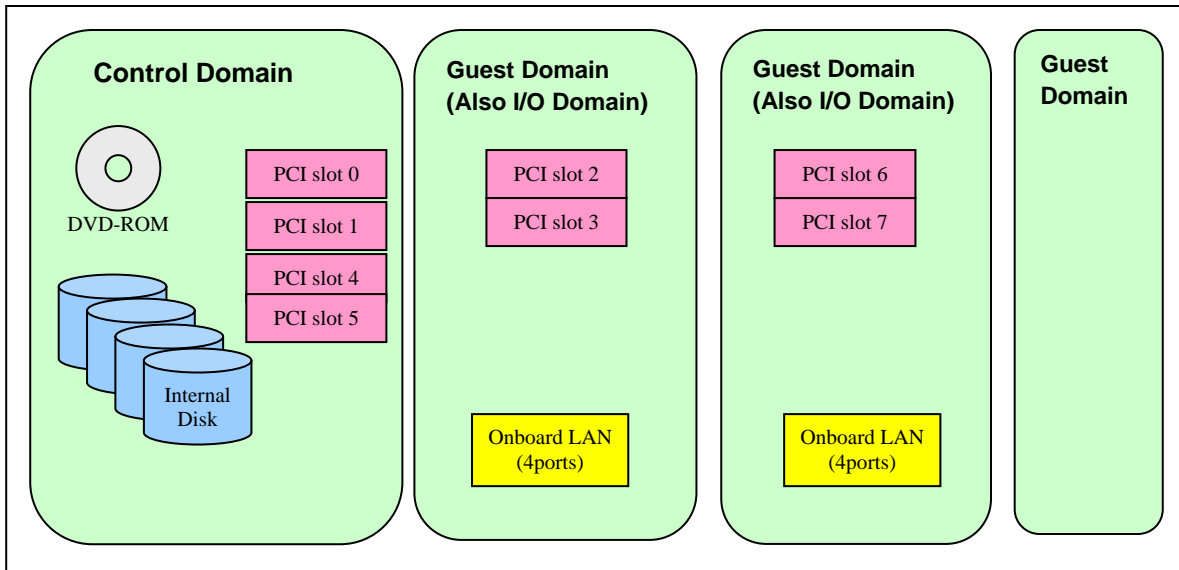 Control Domain
DVD-ROM
PCI slot 0
PCI slot 1
PCI slot 4
PCI slot 5
Internal
Disk
Guest Domain
(Also I/O Domain)
PCI slot 2
PCI slot 3
Onboard LAN
(4ports)
Guest Domain
(Also I/O Domain)
PCI slot 6
PCI slot 7
Onboard LAN
(4ports)
Guest
Domain